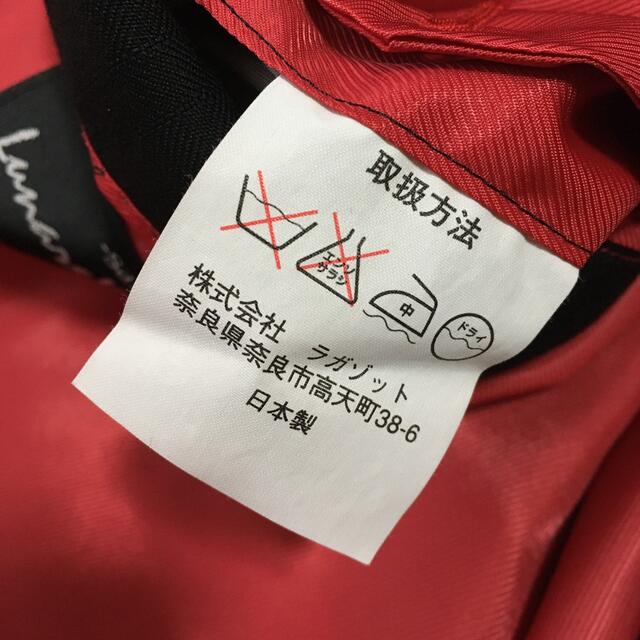 取扱方法
エンソ
サラシ
中
ドライ
株式会社 ラガゾット
奈良県奈良市高天町38-6
日本製